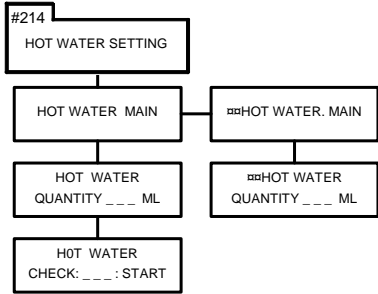 #214
HOT WATER SETTING
HOT WATER MAIN
¤¤HOT WATER. MAIN
HOT WATER
QUANTITY _ _ _ ML
¤¤HOT WATER
QUANTITY _ _ _ ML
H0T WATER
CHECK: _ _ _ : START